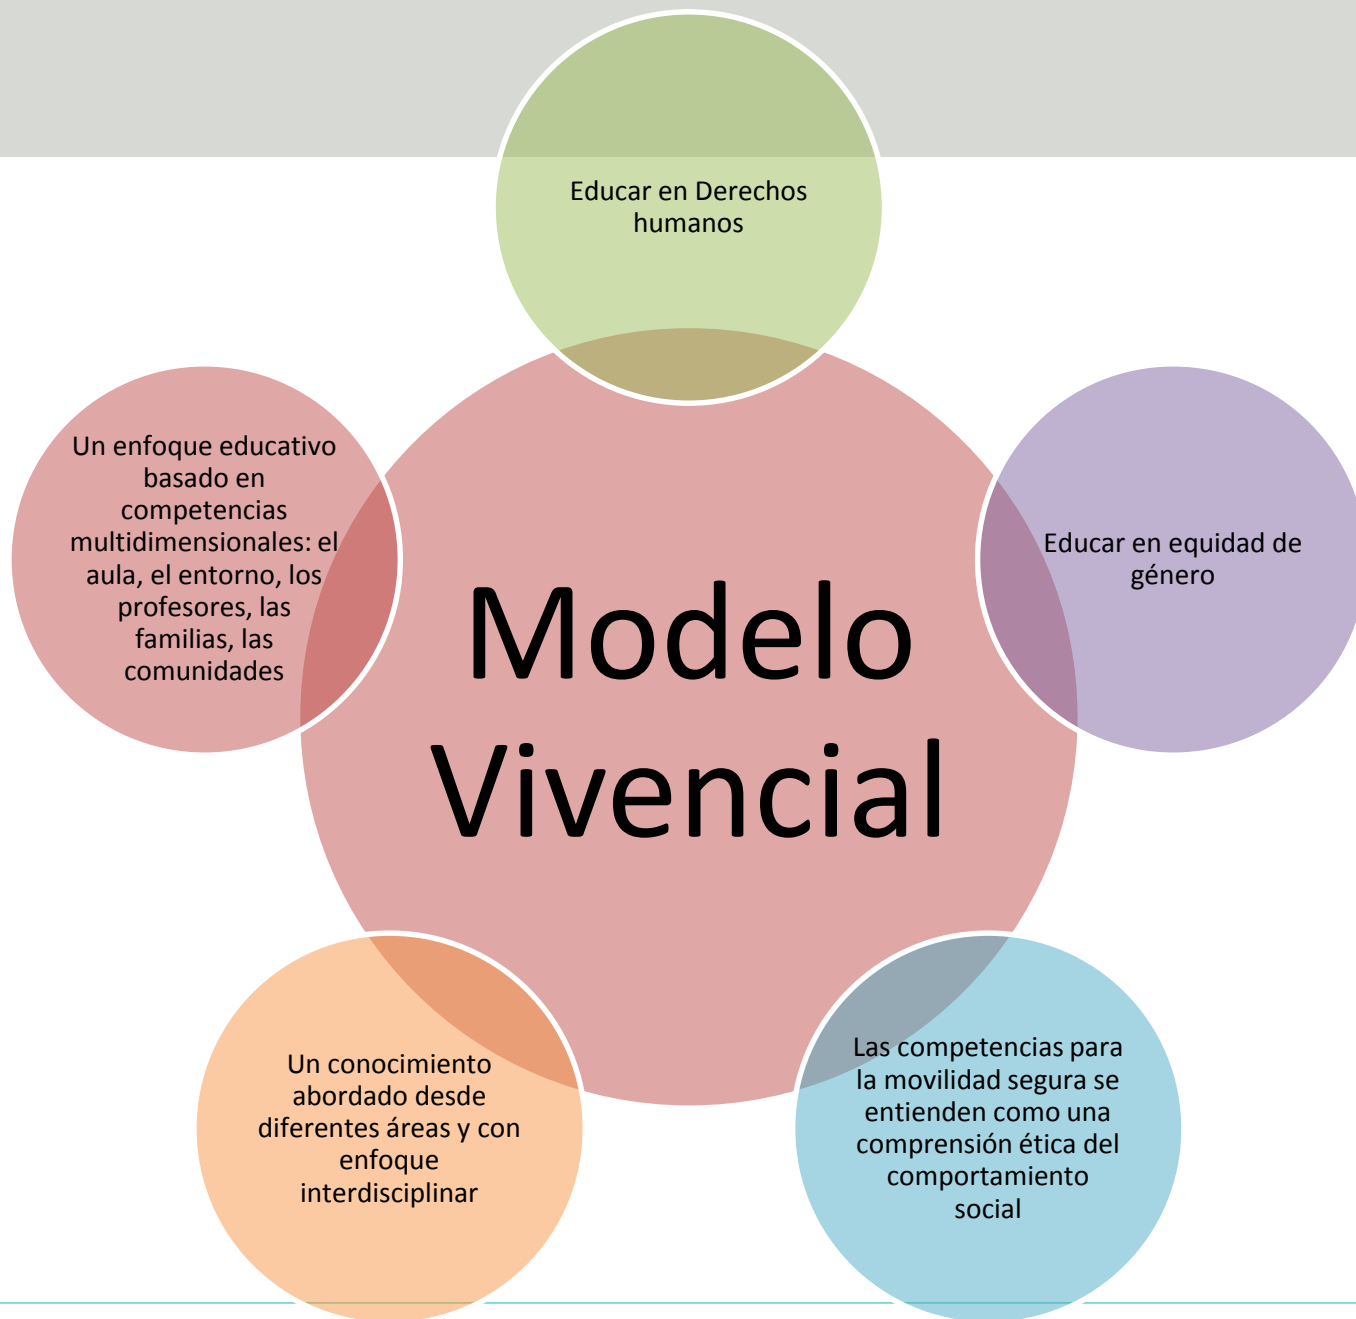 Educar en Derechos
humanos
Un enfoque educativo
basado en
competencias
multidimensionales: el
aula, el entorno, los
profesores, las
familias, las
comunidades
Educar en equidad de
género
Modelo
Vivencial
Un conocimiento
abordado desde
diferentes áreas y con
enfoque
interdisciplinar
Las competencias para
la movilidad segura se
entienden como una
comprensión ética del
comportamiento
social